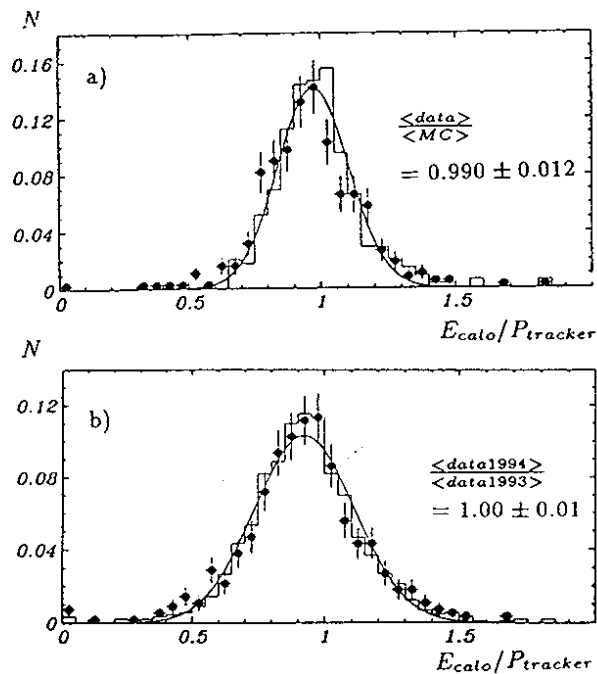 N
0.16
0.12
0.08
0.04
0
a)
<data>
<MC>
= 0.990 ± 0.012
0 0.5 1 1.5
E_calo/P_tracker
N
0.12
0.08
0.04
0
b)
<data1994>
<data1993>
= 1.00 ± 0.01
0 0.5 1 1.5
E_calo/P_tracker